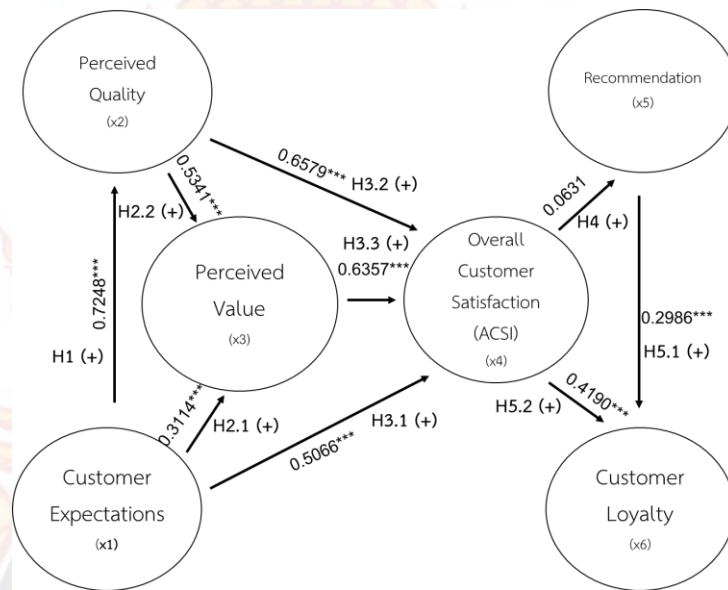 Perceived
Quality
(x2)
Recommendation
(x5)
0.6579***
H3.2 (+)
0.5341***
H2.2 (+)
0.0631
H4 (+)
Perceived
Value
(x3)
H3.3 (+)
0.6357***
Overall
Customer
Satisfaction
(ACSI)
(x4)
0.7248***
H1 (+)
0.2986***
H5.1 (+)
0.3114***
H2.1 (+)
0.5066***
H3.1 (+)
0.4190***
H5.2 (+)
Customer
Expectations
(x1)
Customer
Loyalty
(x6)